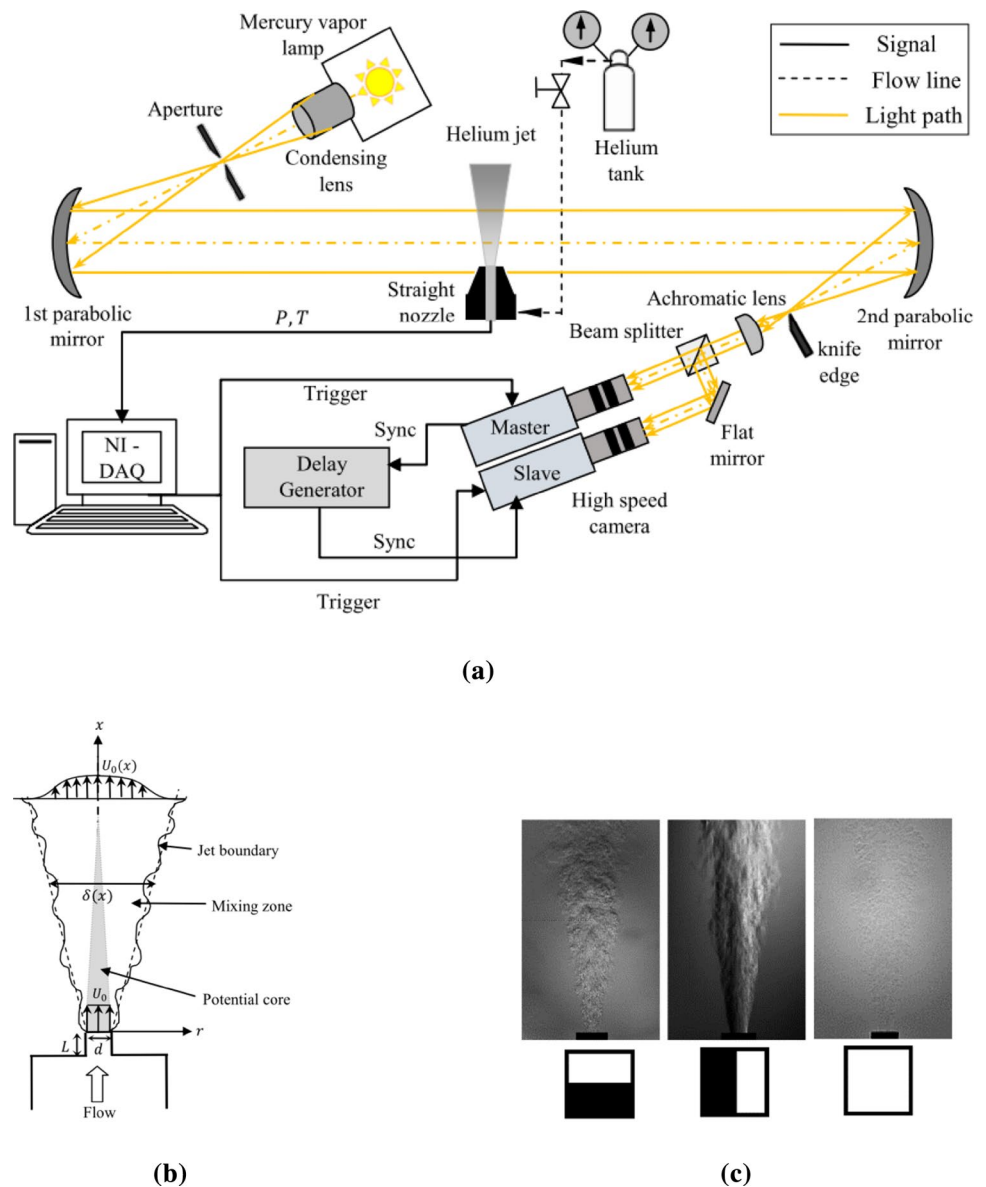 Mercury vapor
lamp
Aperture
Condensing
lens
Helium jet
Helium
tank
Signal
Flow line
Light path
1st parabolic
mirror
Straight
nozzle
P, T
Achromatic lens
Beam splitter
2nd parabolic
mirror
knife
edge
Trigger
Sync
Master
Flat
mirror
NI -
DAQ
Delay
Generator
Slave
High speed
camera
Sync
Trigger
(a)
x
U₀(x)
Jet boundary
δ(x)
Mixing zone
Potential core
U₀
r
L
d
Flow
(b)
(c)